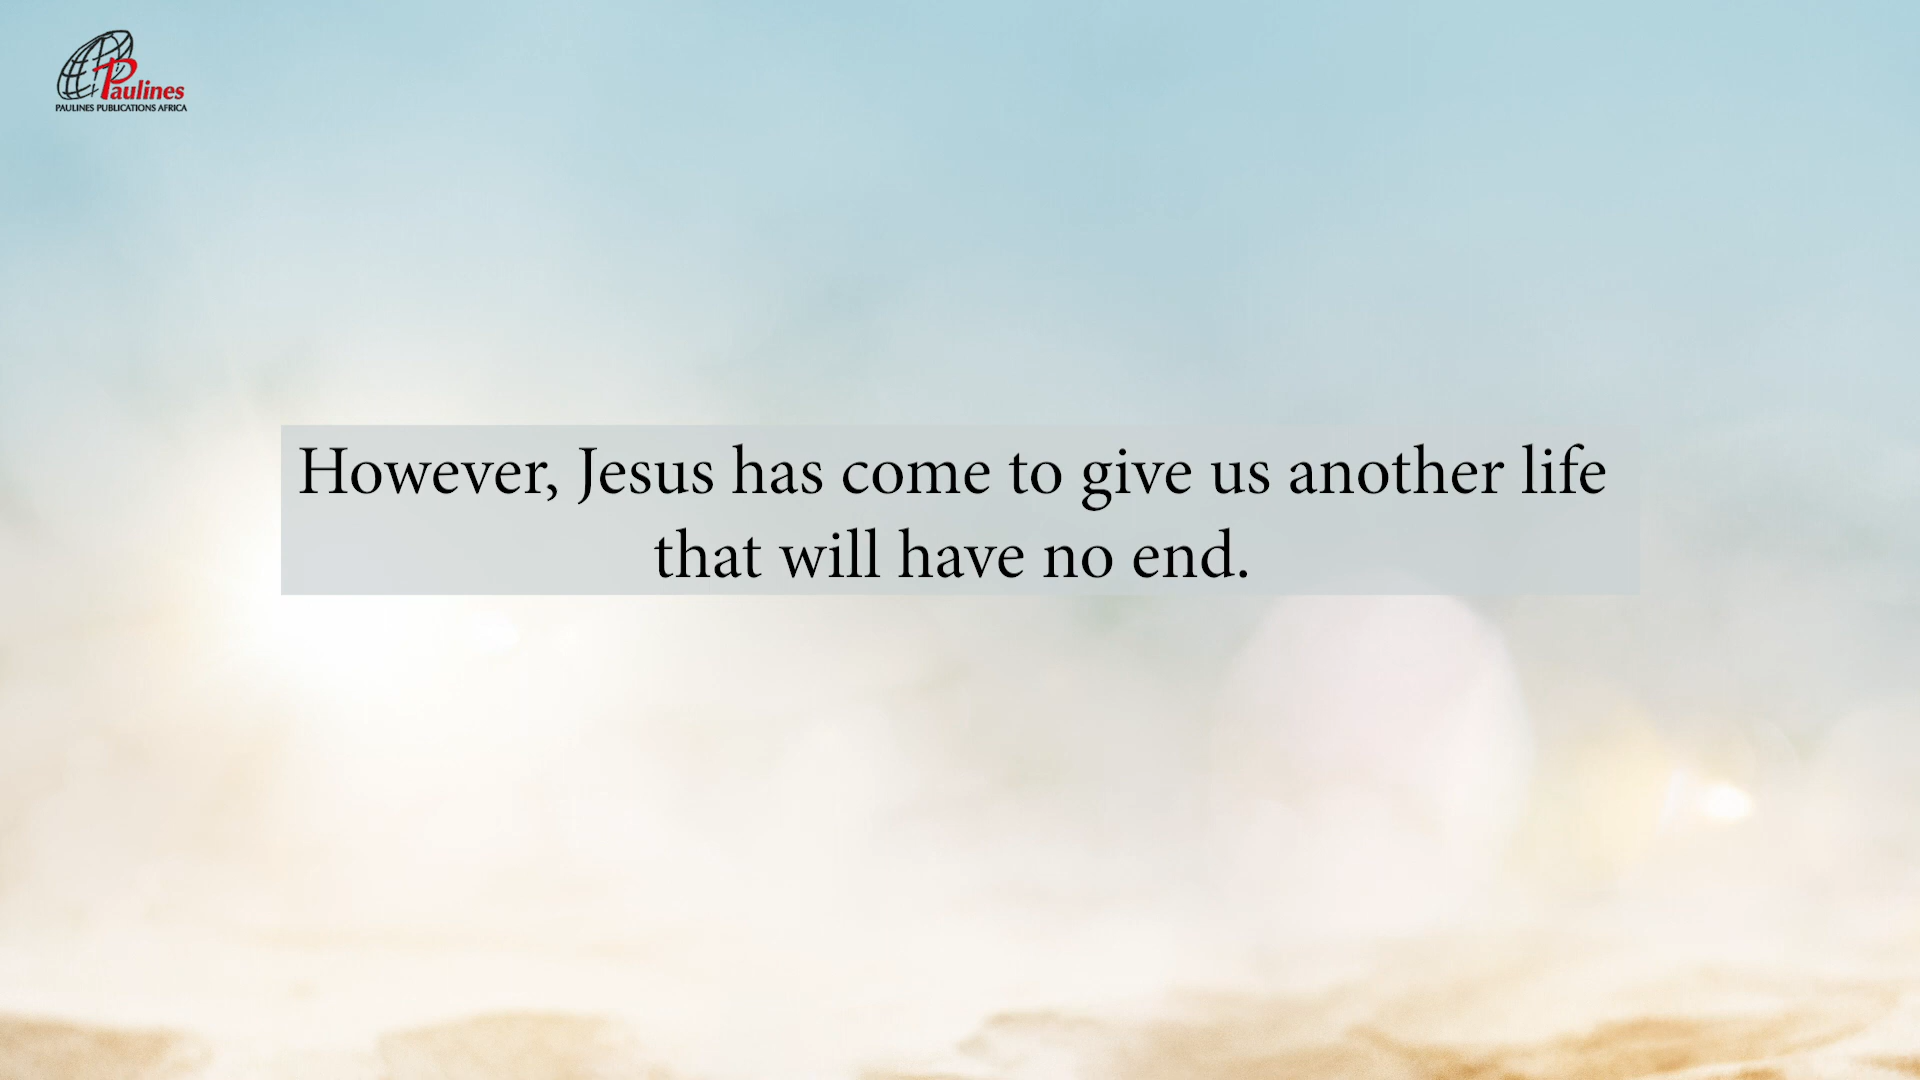 Paulines
PAULINES PUBLICATIONS AFRICA
However, Jesus has come to give us another life
that will have no end.